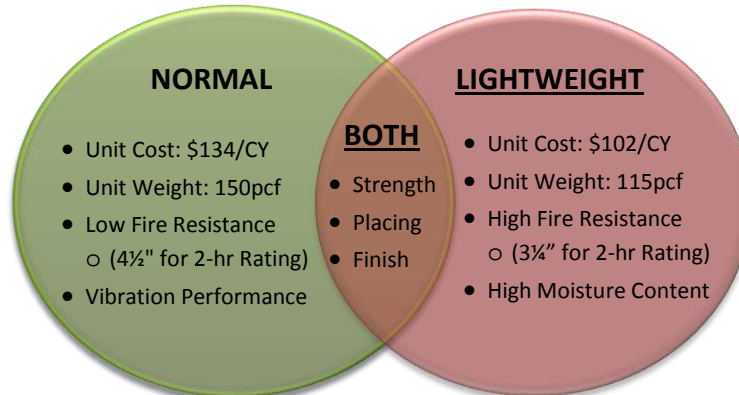 NORMAL
• Unit Cost: $134/CY
• Unit Weight: 150pcf
• Low Fire Resistance
o (4½" for 2-hr Rating)
• Vibration Performance
BOTH
• Strength
• Placing
• Finish
LIGHTWEIGHT
• Unit Cost: $102/CY
• Unit Weight: 115pcf
• High Fire Resistance
o (3¼” for 2-hr Rating)
• High Moisture Content